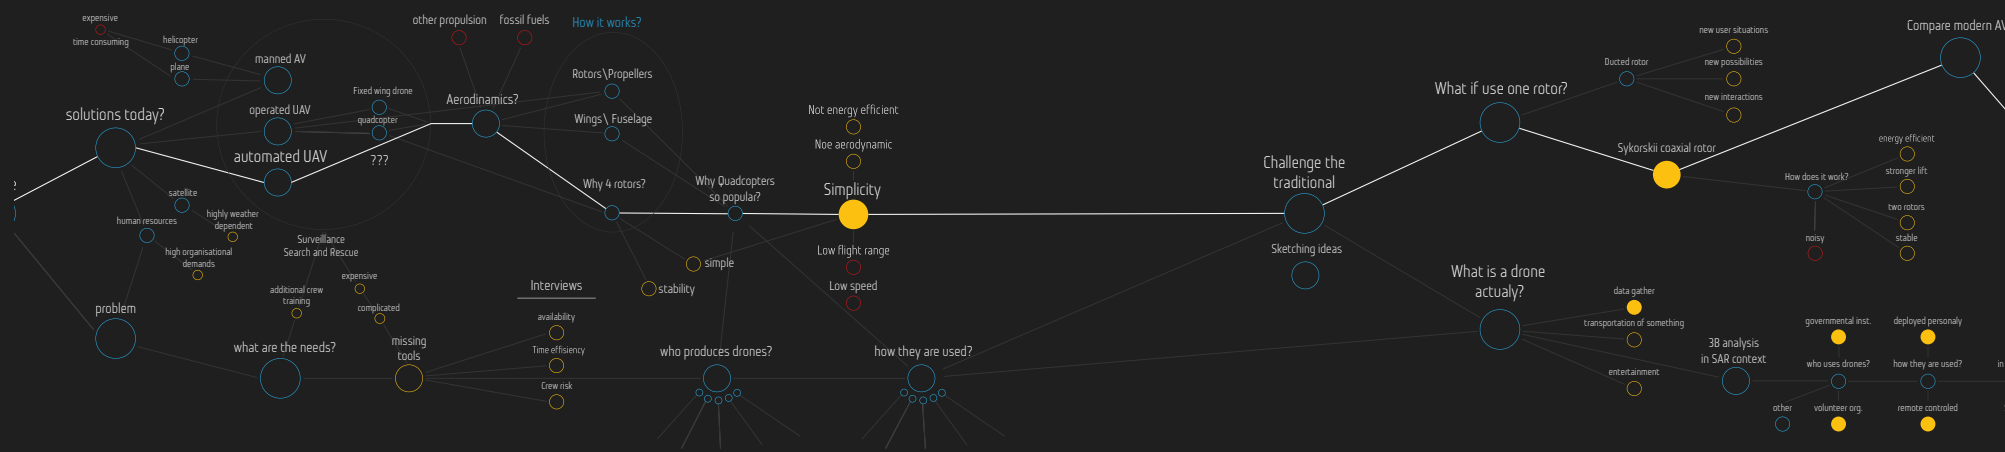 expensive
time consuming
helicopter
plane
manned AV
solutions today?
operated UAV
automated UAV
Fixed wing drone
quadcopter
???
satellite
human resources
highly weather
dependent
high organisational
demands
problem
Surveillance
Search and Rescue
additional crew
training
expensive
complicated
what are the needs?
missing
tools
Interviews
availability
Time effisiency
Crew risk
other propulsion
fossil fuels
Aerodinamics?
How it works?
Rotors\Propellers
Wings\ Fuselage
Why 4 rotors?
Why Quadcopters
so popular?
simple
stability
Not energy efficient
Noe aerodynamic
Simplicity
Low flight range
Low speed
who produces drones?
how they are used?
Challenge the
traditional
Sketching ideas
What if use one rotor?
Ducted rotor
new user situations
new possibilities
new interactions
Sykorskii coaxial rotor
Compare modern AV
How does it work?
energy efficient
stronger lift
two rotors
stable
noisy
What is a drone
actualy?
data gather
transportation of something
entertainment
3B analysis
in SAR context
governmental inst.
who uses drones?
other
volunteer org.
deployed personaly
how they are used?
remote controled
in